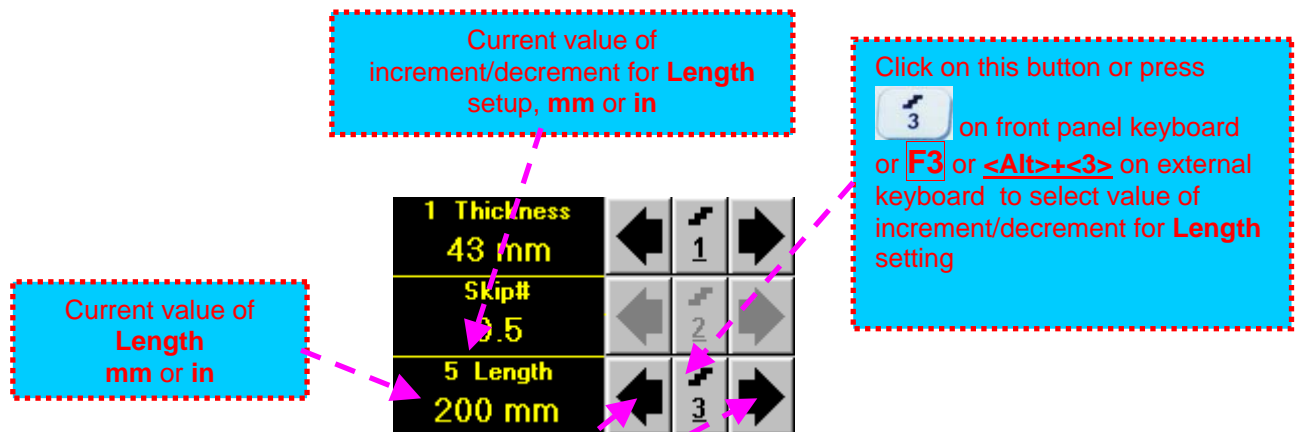 Current value of
increment/decrement for Length
setup, mm or in
Click on this button or press
3 on front panel keyboard
or F3 or <Alt>+<3> on external
keyboard to select value of
increment/decrement for Length
setting
1 Thickness
43 mm
1
Skip#
.5
2
5 Length
200 mm
3
Current value of
Length
mm or in